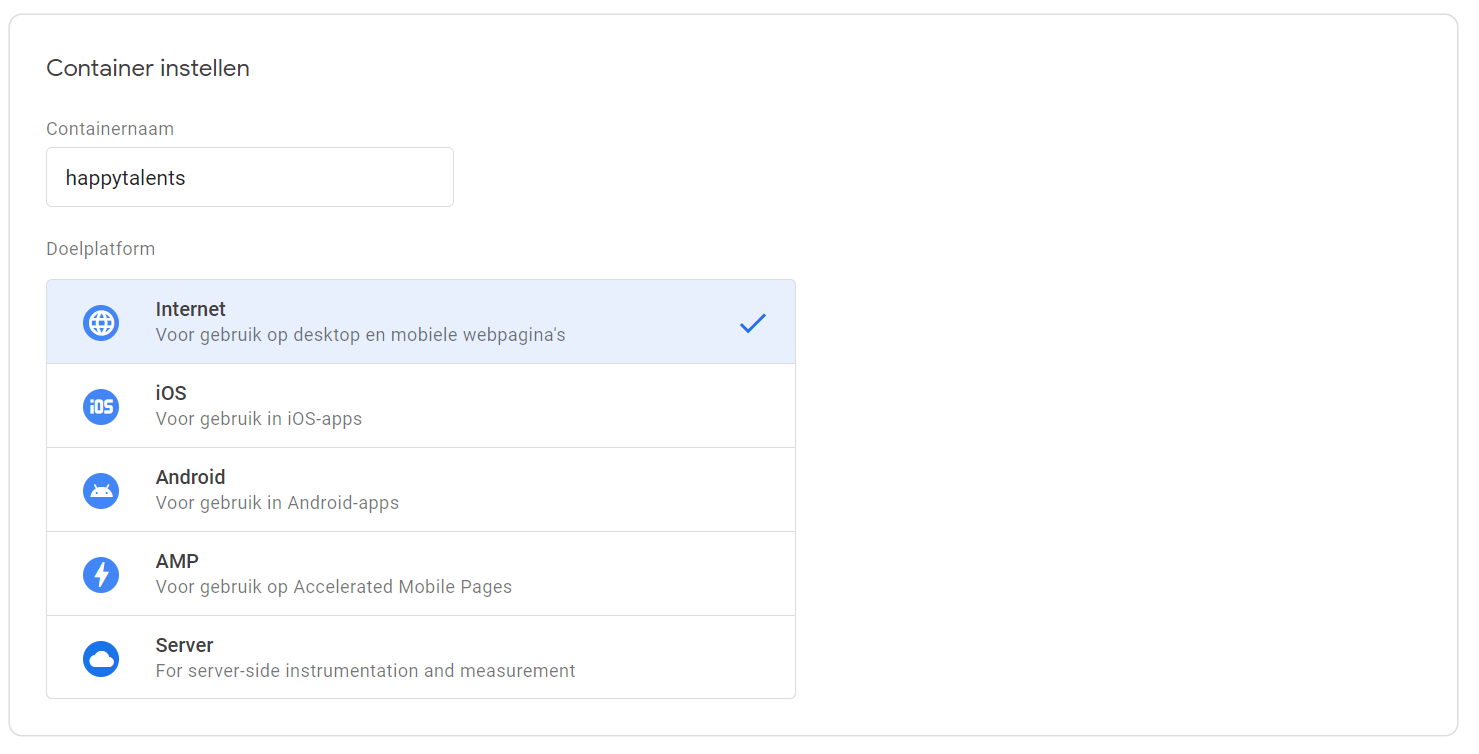 Container instellen
Containernaam
happytalents
Doelplatform
Internet
Voor gebruik op desktop en mobiele webpagina's
iOS
iOS
Voor gebruik in iOS-apps
Android
Voor gebruik in Android-apps
AMP
Voor gebruik op Accelerated Mobile Pages
Server
For server-side instrumentation and measurement